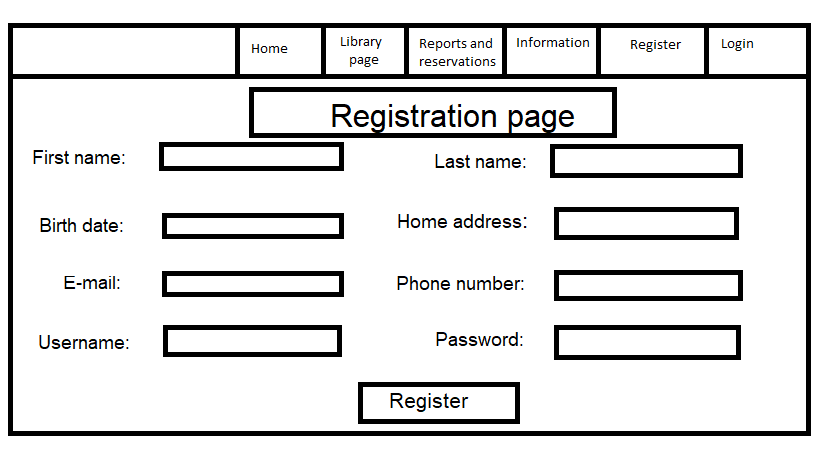 Home
Library
page
Reports and
reservations
Information
Register
Login
Registration page
First name:
Last name:
Birth date:
Home address:
E-mail:
Phone number:
Username:
Password:
Register